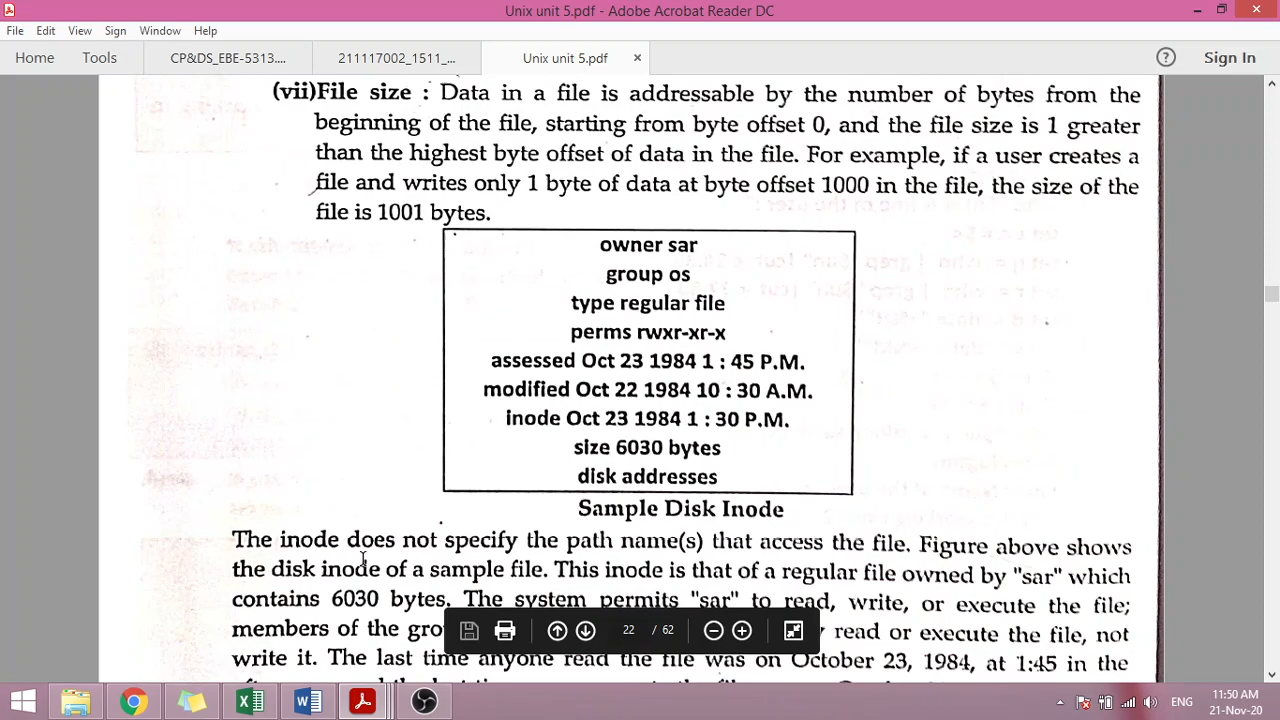 Unix unit 5.pdf - Adobe Acrobat Reader DC
File Edit View Sign Window Help
Home Tools CP&DS_EBE-5313.... 211117002_1511_... Unix unit 5.pdf × ? Sign In
(vii)File size : Data in a file is addressable by the number of bytes from the
beginning of the file, starting from byte offset 0, and the file size is 1 greater
than the highest byte offset of data in the file. For example, if a user creates a
file and writes only 1 byte of data at byte offset 1000 in the file, the size of the
file is 1001 bytes.
owner sar
group os
type regular file
perms rwxr-xr-x
assessed Oct 23 1984 1 : 45 P.M.
modified Oct 22 1984 10 : 30 A.M.
inode Oct 23 1984 1 : 30 P.M.
size 6030 bytes
disk addresses
Sample Disk Inode
The inode does not specify the path name(s) that access the file. Figure above shows
the disk inode of a sample file. This inode is that of a regular file owned by "sar" which
contains 6030 bytes. The system permits "sar" to read, write, or execute the file;
members of the read or execute the file, not
22 / 62
write it. The last time anyone read the file was on October 23, 1984, at 1:45 in the
ENG 11:50 AM
21-Nov-20